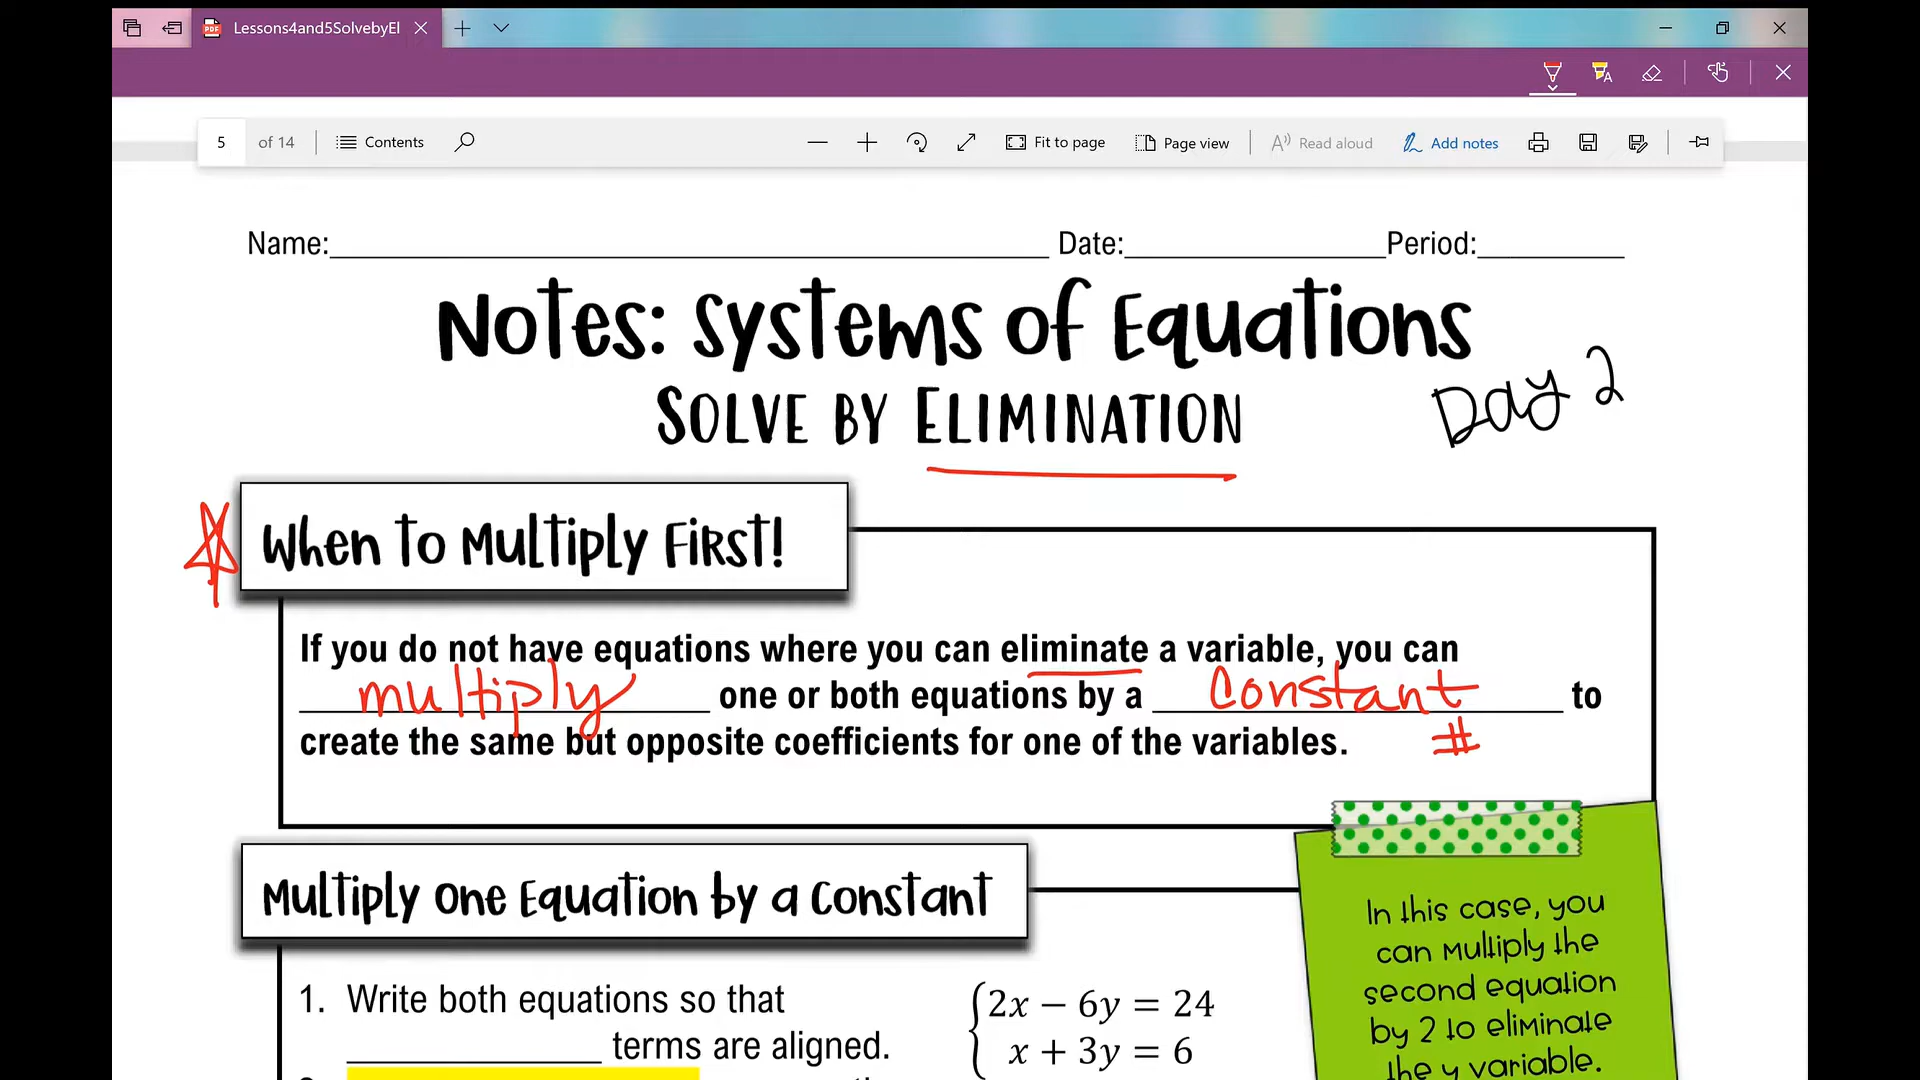 Lessons4and5SolvebyEl
5 of 14 Contents Fit to page Page view Read aloud Add notes
Name: Date: Period:
Notes: Systems of Equations
Solve by Elimination
Day 2
When to Multiply First!
If you do not have equations where you can eliminate a variable, you can
multiply one or both equations by a constant to
create the same but opposite coefficients for one of the variables. #
Multiply One Equation by a Constant
1. Write both equations so that
terms are aligned.
2x − 6y = 24
x + 3y = 6
In this case, you
can multiply the
second equation
by 2 to eliminate
the y variable.